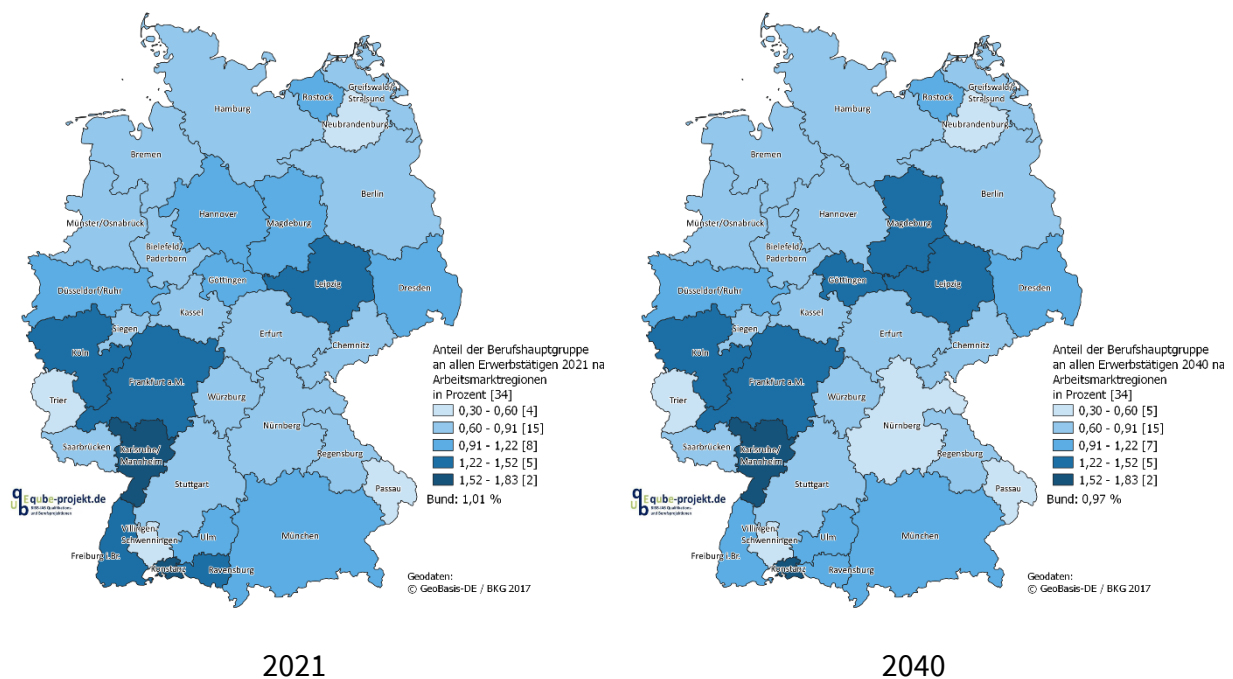 Hamburg
Rostock
Greifswald/
Stralsund
Neubrandenburg
Bremen
Berlin
Hannover
Magdeburg
Münster/Osnabrück
Bielefeld/
Paderborn
Göttingen
Leipzig
Düsseldorf/Ruhr
Dresden
Kassel
Siegen
Erfurt
Köln
Chemnitz
Frankfurt a.M.
Trier
Würzburg
Nürnberg
Saarbrücken
Karlsruhe/
Mannheim
Regensburg
Stuttgart
Passau
Villingen/
Schwenningen
Ulm
München
Freiburg i.Br.
Konstanz
Ravensburg
Anteil der Berufshauptgruppe
an allen Erwerbstätigen 2021 na
Arbeitsmarktregionen
in Prozent [34]
0,30 - 0,60 [4]
0,60 - 0,91 [15]
0,91 - 1,22 [8]
1,22 - 1,52 [5]
1,52 - 1,83 [2]
Bund: 1,01 %
qube-projekt.de
Geodaten:
© GeoBasis-DE / BKG 2017
2021
Hamburg
Rostock
Greifswald/
Stralsund
Neubrandenburg
Bremen
Berlin
Hannover
Magdeburg
Münster/Osnabrück
Bielefeld/
Paderborn
Göttingen
Leipzig
Düsseldorf/Ruhr
Dresden
Kassel
Siegen
Erfurt
Köln
Chemnitz
Frankfurt a.M.
Trier
Würzburg
Nürnberg
Saarbrücken
Karlsruhe/
Mannheim
Regensburg
Stuttgart
Passau
Villingen/
Schwenningen
Ulm
München
Freiburg i.Br.
Konstanz
Ravensburg
Anteil der Berufshauptgruppe
an allen Erwerbstätigen 2040 na
Arbeitsmarktregionen
in Prozent [34]
0,30 - 0,60 [5]
0,60 - 0,91 [15]
0,91 - 1,22 [7]
1,22 - 1,52 [5]
1,52 - 1,83 [2]
Bund: 0,97 %
qube-projekt.de
Geodaten:
© GeoBasis-DE / BKG 2017
2040